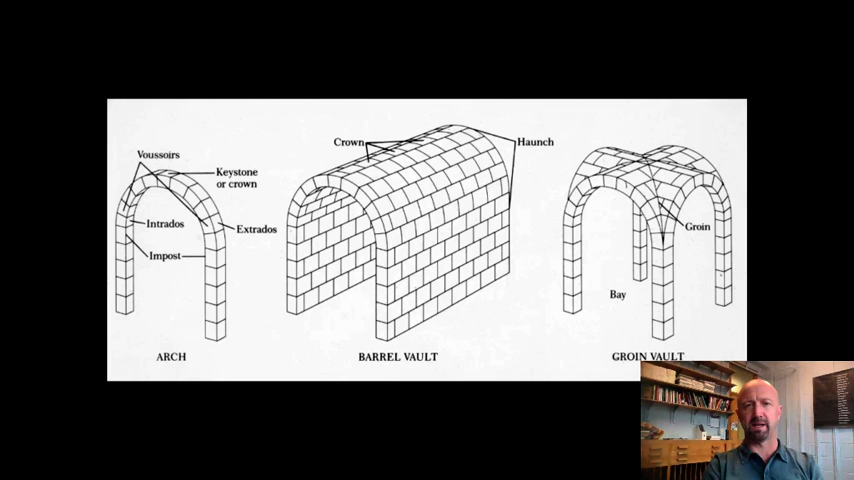 Voussoirs
Keystone
or crown
Intrados
Extrados
Impost
ARCH
Crown
Haunch
BARREL VAULT
Groin
Bay
GROIN VAULT